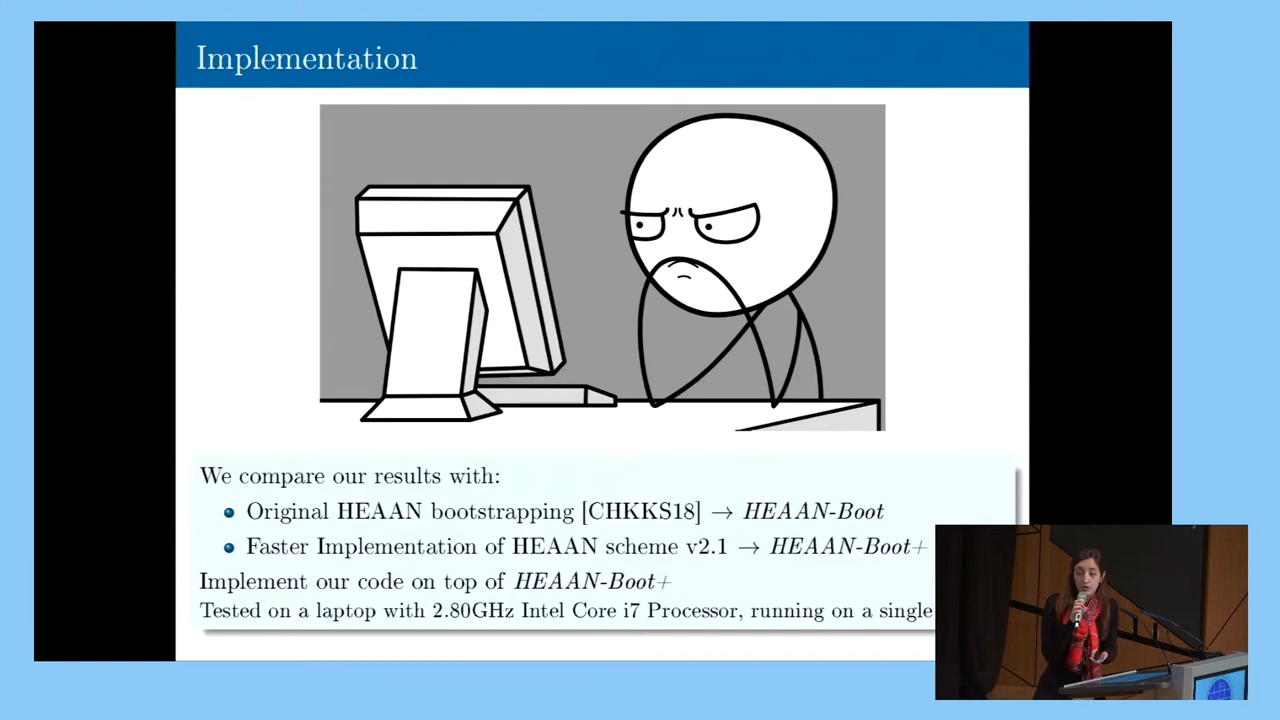 Implementation
We compare our results with:
Original HEAAN bootstrapping [CHKKS18] → HEAAN-Boot
Faster Implementation of HEAAN scheme v2.1 → HEAAN-Boot+
Implement our code on top of HEAAN-Boot+
Tested on a laptop with 2.80GHz Intel Core i7 Processor, running on a single